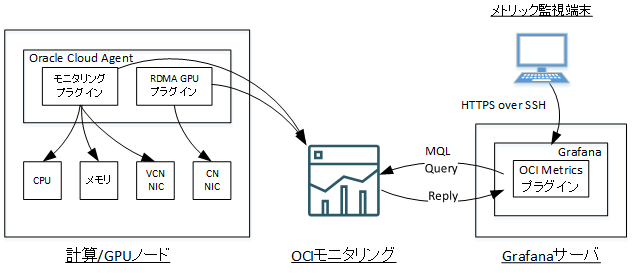 メトリック監視端末
Oracle Cloud Agent
モニタリング
プラグイン
RDMA GPU
プラグイン
HTTPS over SSH
CPU
メモリ
VCN
NIC
CN
NIC
MQL
Query
Reply
Grafana
OCI Metrics
プラグイン
計算/GPUノード
OCIモニタリング
Grafanaサーバ